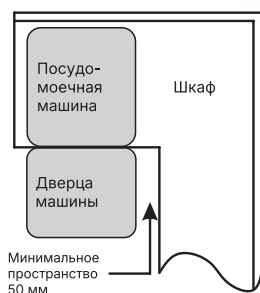 Посудо-
моечная
машина
Шкаф
Дверца
машины
Минимальное
пространство
50 мм